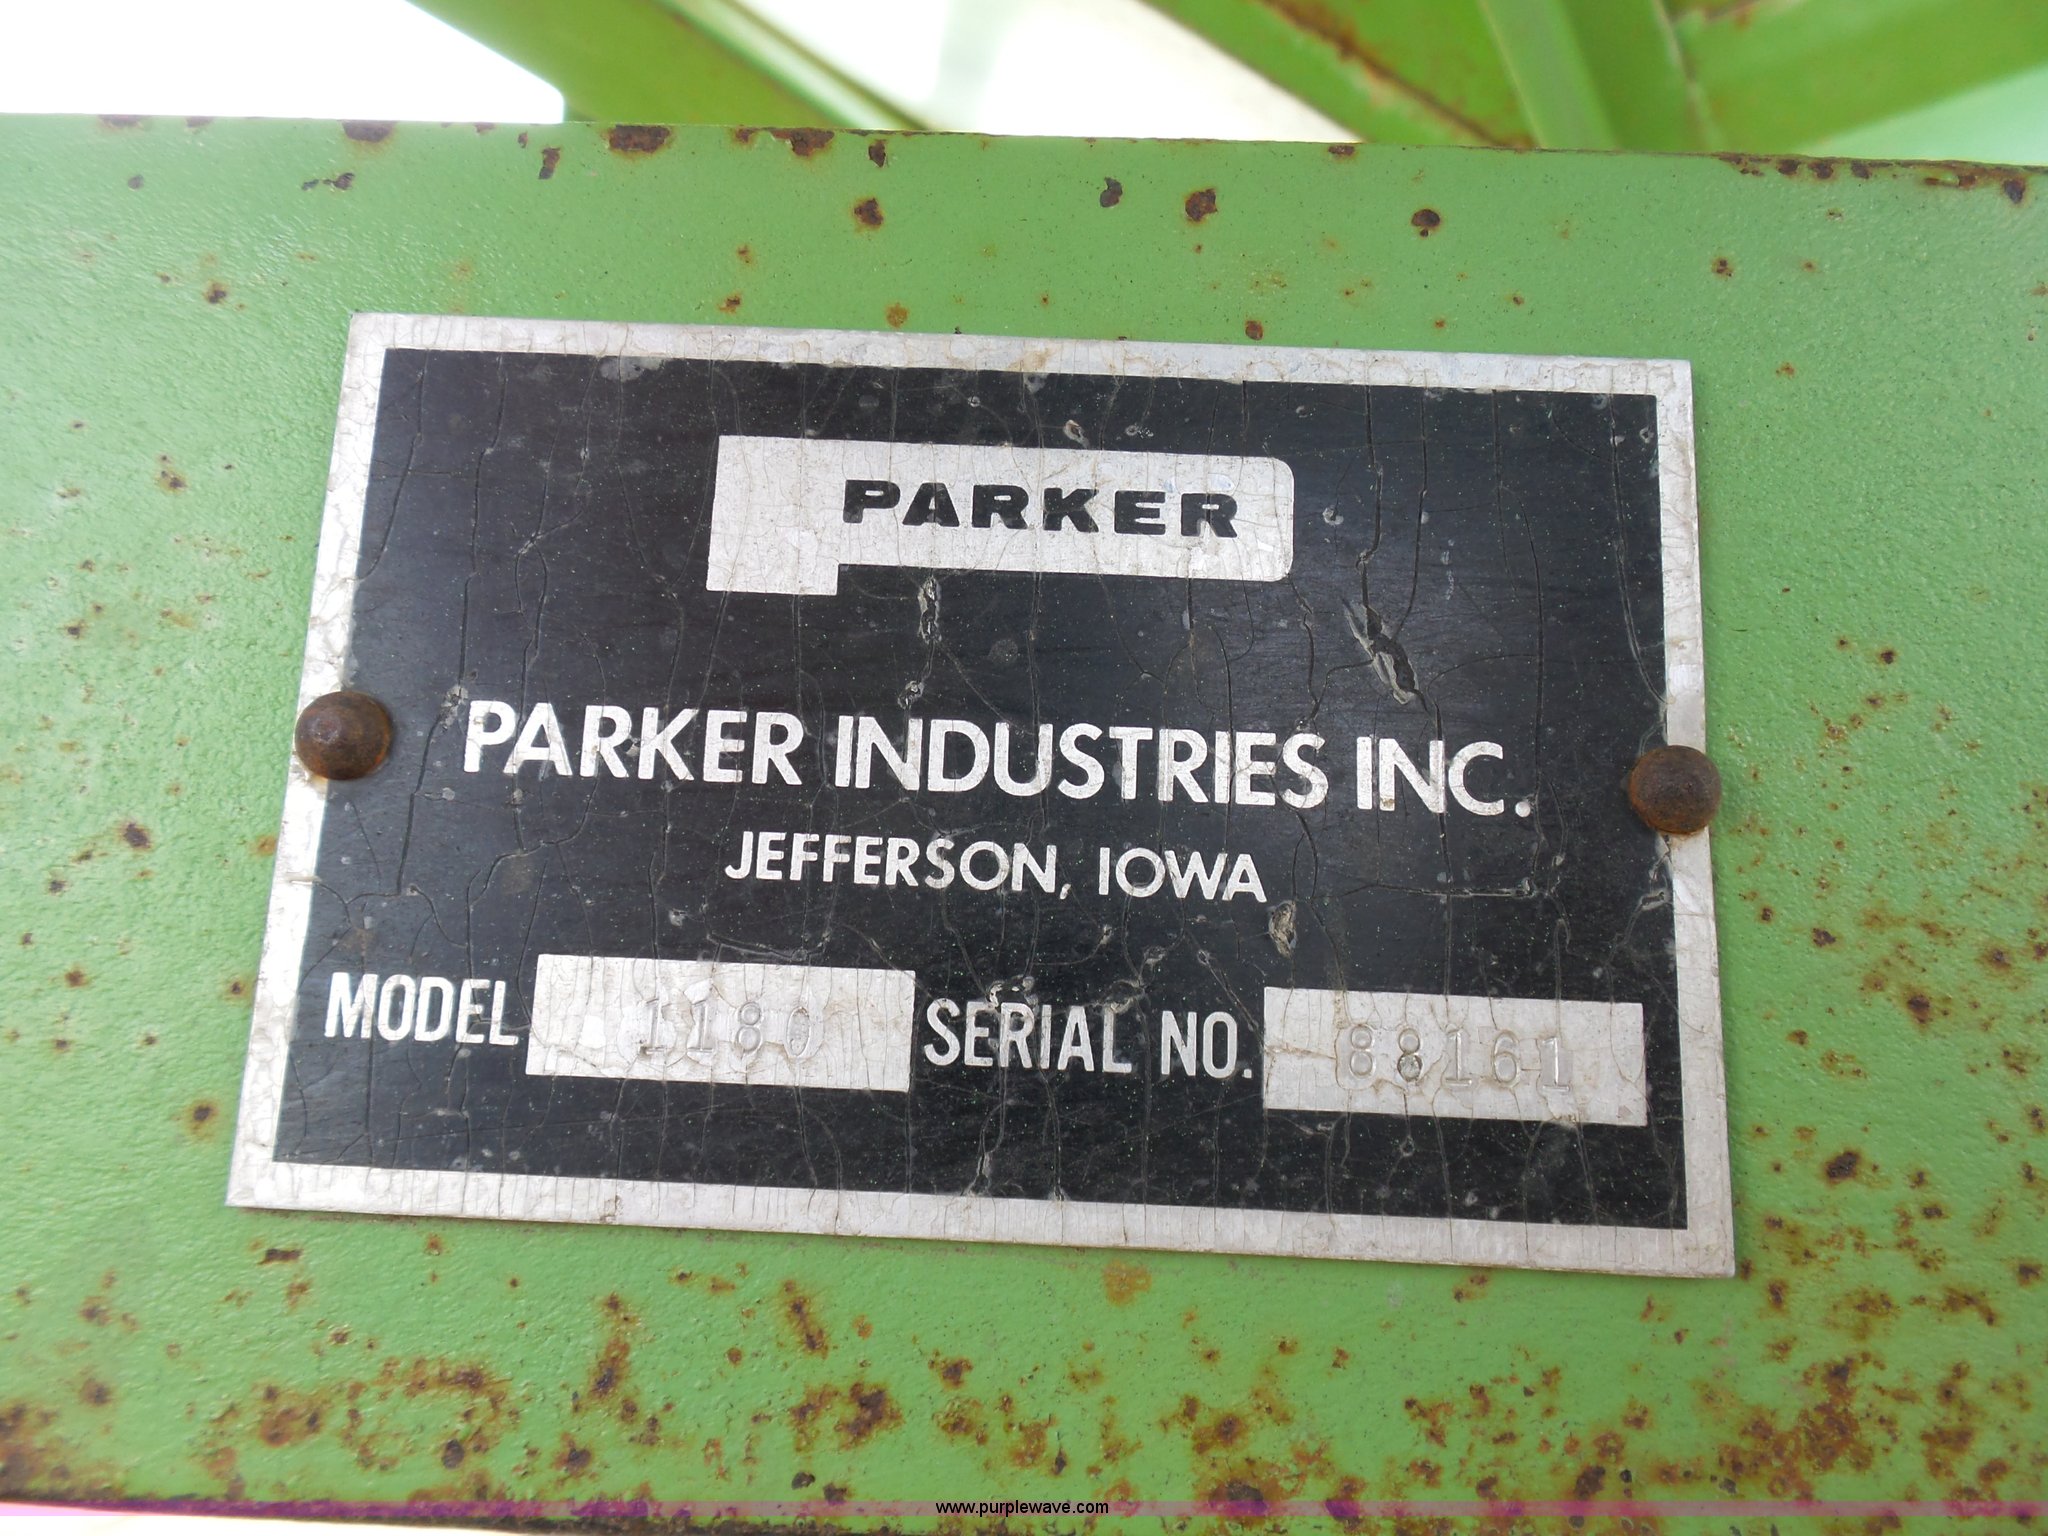 PARKER
PARKER INDUSTRIES INC.
JEFFERSON, IOWA
MODEL 1180 SERIAL NO. 88161
www.purplewave.com